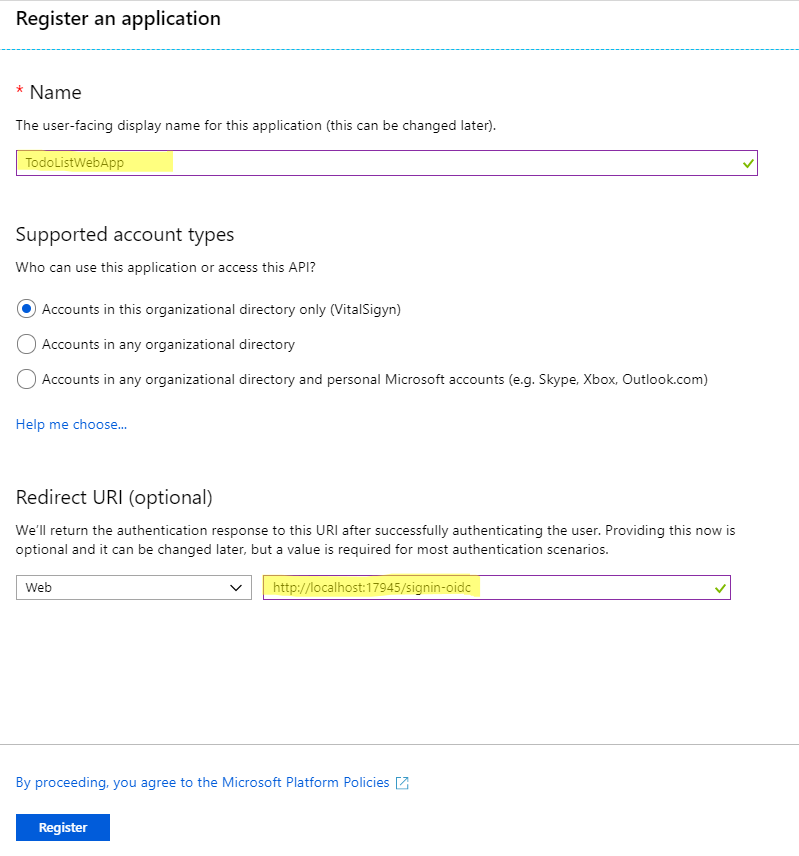 Register an application
* Name
The user-facing display name for this application (this can be changed later).
TodoListWebApp
Supported account types
Who can use this application or access this API?
Accounts in this organizational directory only (VitalSigyn)
Accounts in any organizational directory
Accounts in any organizational directory and personal Microsoft accounts (e.g. Skype, Xbox, Outlook.com)
Help me choose...
Redirect URI (optional)
We'll return the authentication response to this URI after successfully authenticating the user. Providing this now is
optional and it can be changed later, but a value is required for most authentication scenarios.
Web http://localhost:17945/signin-oidc
By proceeding, you agree to the Microsoft Platform Policies
Register